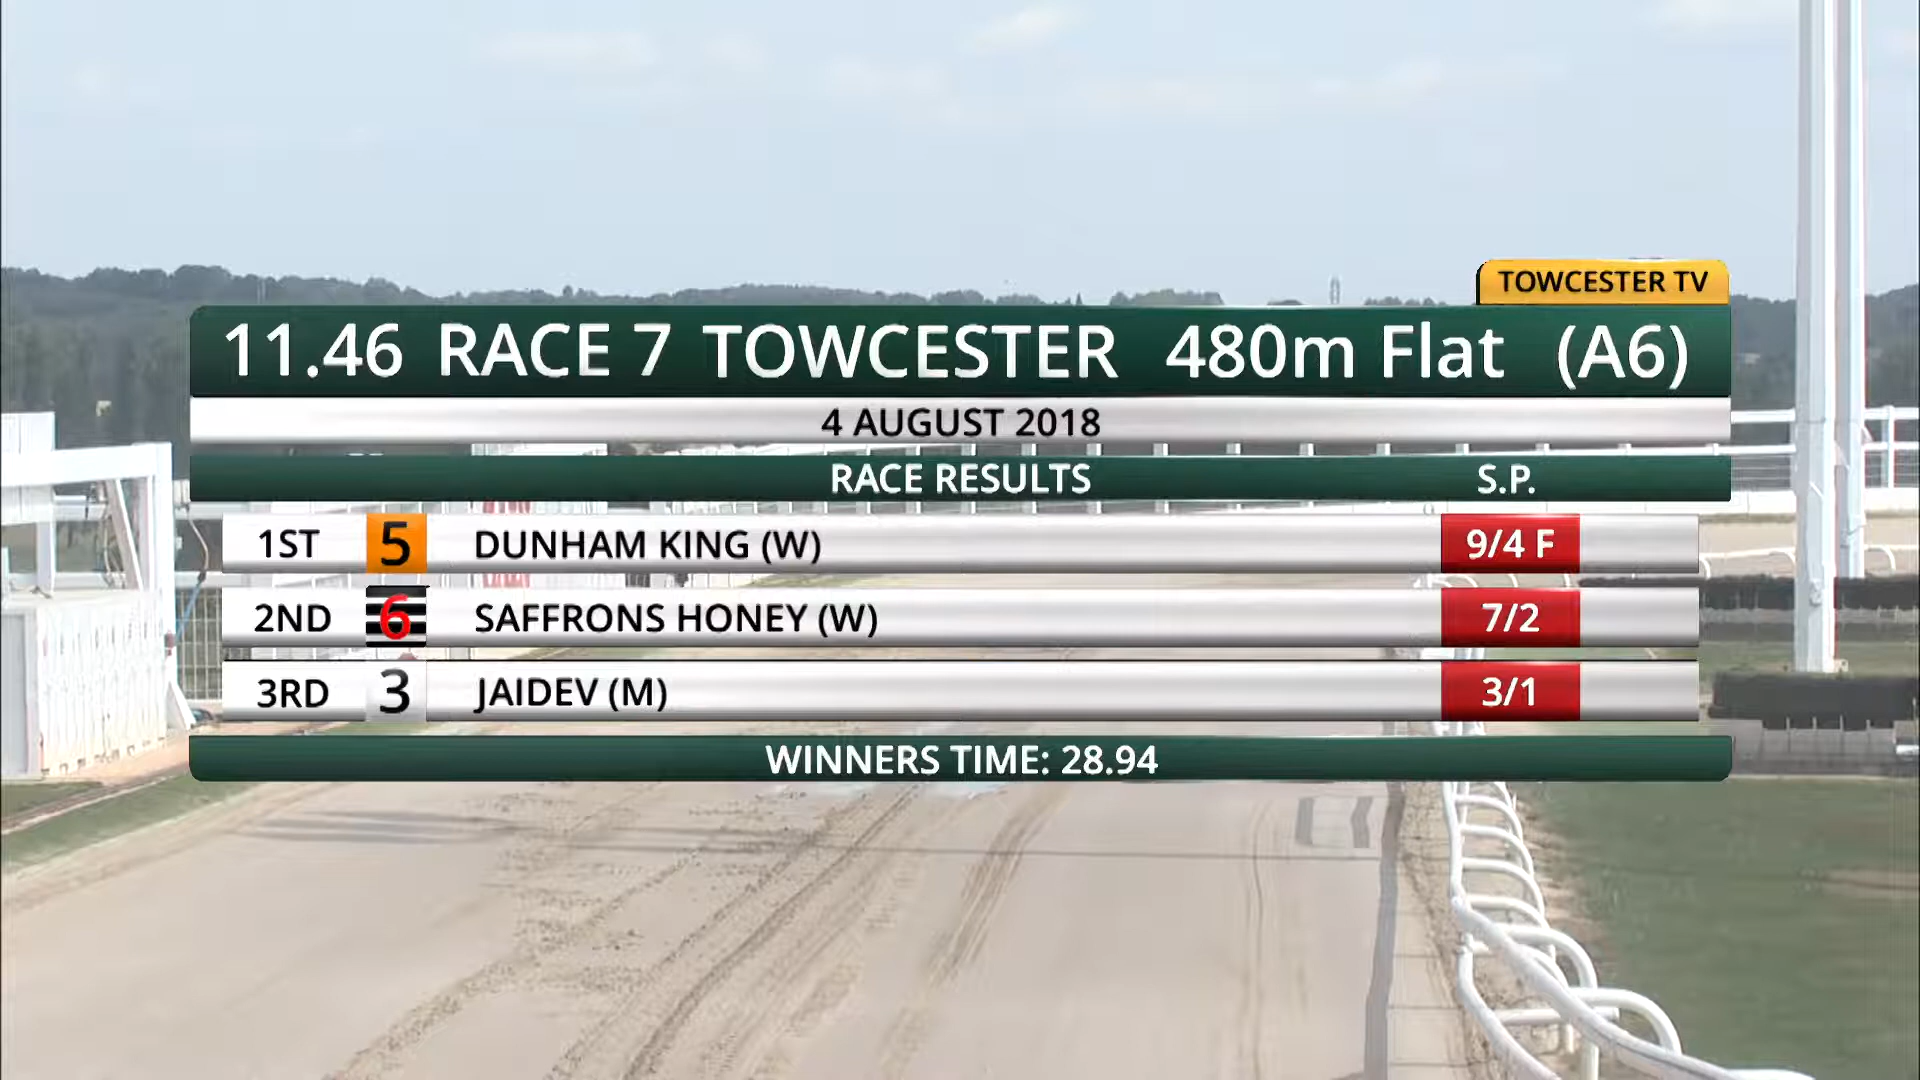 TOWCESTER TV
11.46 RACE 7 TOWCESTER 480m Flat (A6)
4 AUGUST 2018
RACE RESULTS S.P.
1ST 5 DUNHAM KING (W) 9/4 F
2ND 6 SAFFRONS HONEY (W) 7/2
3RD 3 JAIDEV (M) 3/1
WINNERS TIME: 28.94